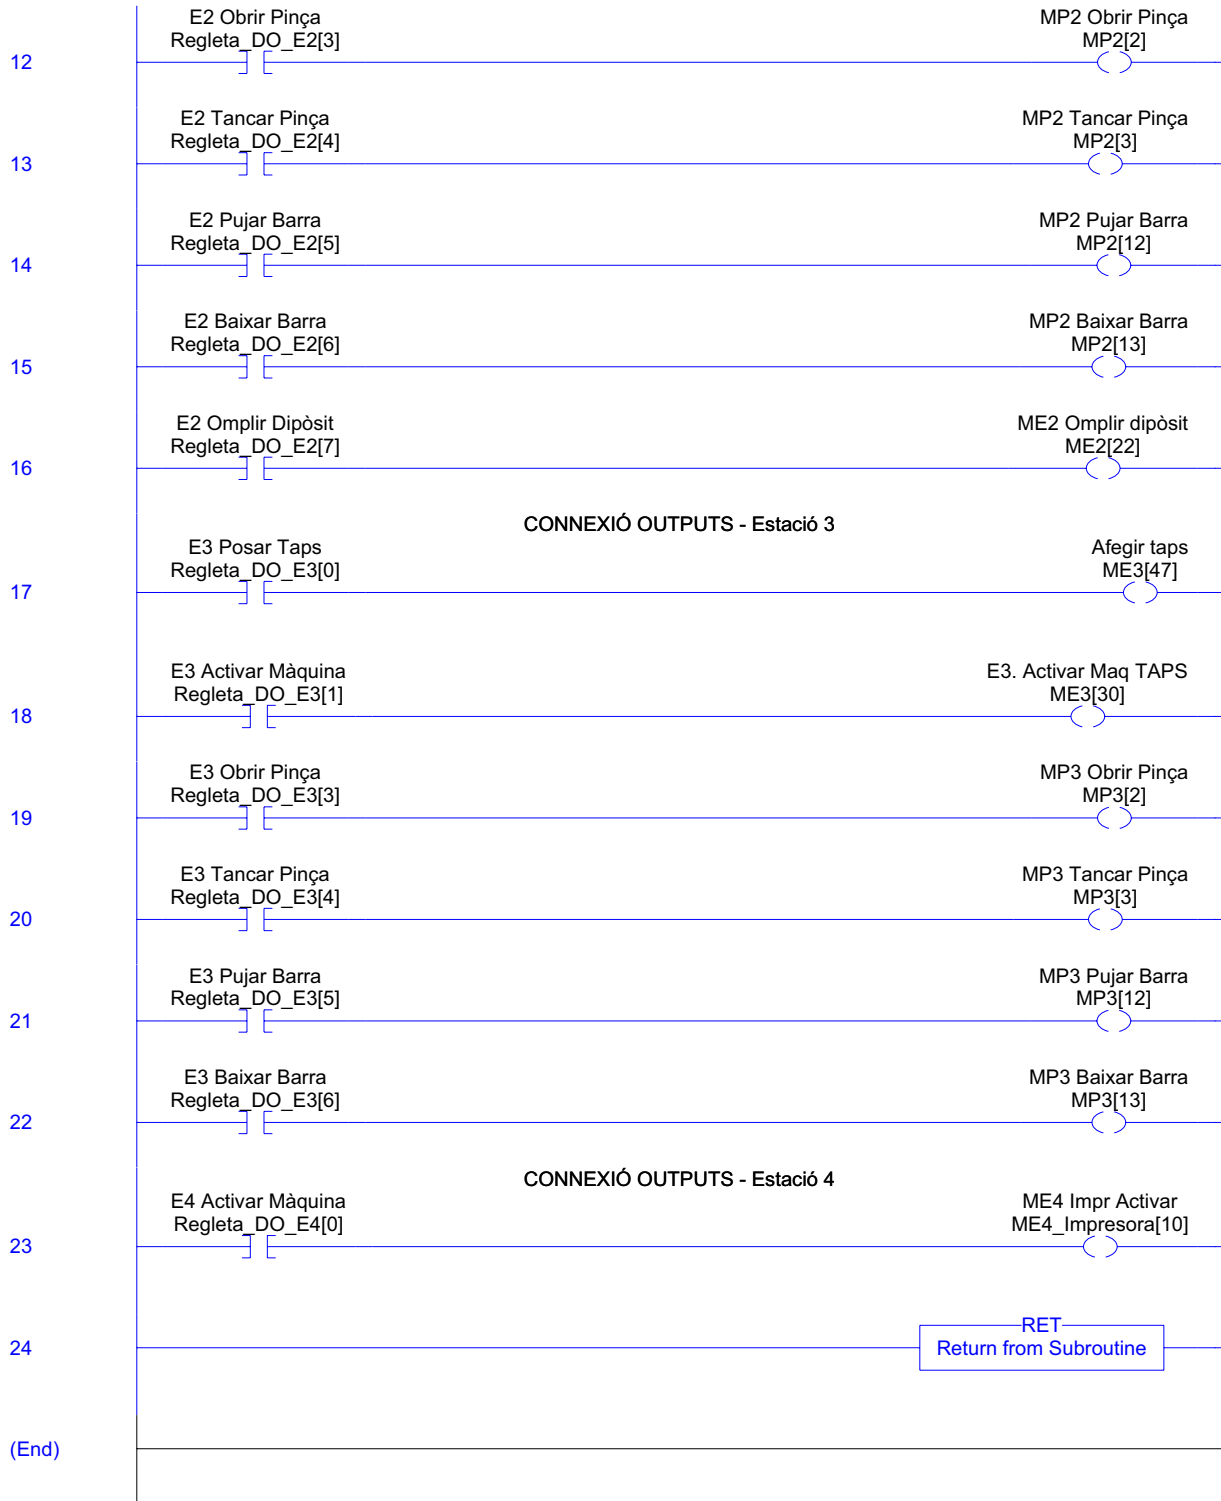 E2 Obrir Pinça
Regleta_DO_E2[3]
MP2 Obrir Pinça
MP2[2]
12
E2 Tancar Pinça
Regleta_DO_E2[4]
MP2 Tancar Pinça
MP2[3]
13
E2 Pujar Barra
Regleta_DO_E2[5]
MP2 Pujar Barra
MP2[12]
14
E2 Baixar Barra
Regleta_DO_E2[6]
MP2 Baixar Barra
MP2[13]
15
E2 Omplir Dipòsit
Regleta_DO_E2[7]
ME2 Omplir dipòsit
ME2[22]
16
CONNEXIÓ OUTPUTS - Estació 3
E3 Posar Taps
Regleta_DO_E3[0]
Afegir taps
ME3[47]
17
E3 Activar Màquina
Regleta_DO_E3[1]
E3. Activar Maq TAPS
ME3[30]
18
E3 Obrir Pinça
Regleta_DO_E3[3]
MP3 Obrir Pinça
MP3[2]
19
E3 Tancar Pinça
Regleta_DO_E3[4]
MP3 Tancar Pinça
MP3[3]
20
E3 Pujar Barra
Regleta_DO_E3[5]
MP3 Pujar Barra
MP3[12]
21
E3 Baixar Barra
Regleta_DO_E3[6]
MP3 Baixar Barra
MP3[13]
22
CONNEXIÓ OUTPUTS - Estació 4
E4 Activar Màquina
Regleta_DO_E4[0]
ME4 Impr Activar
ME4_Impresora[10]
23
RET
Return from Subroutine
24
(End)